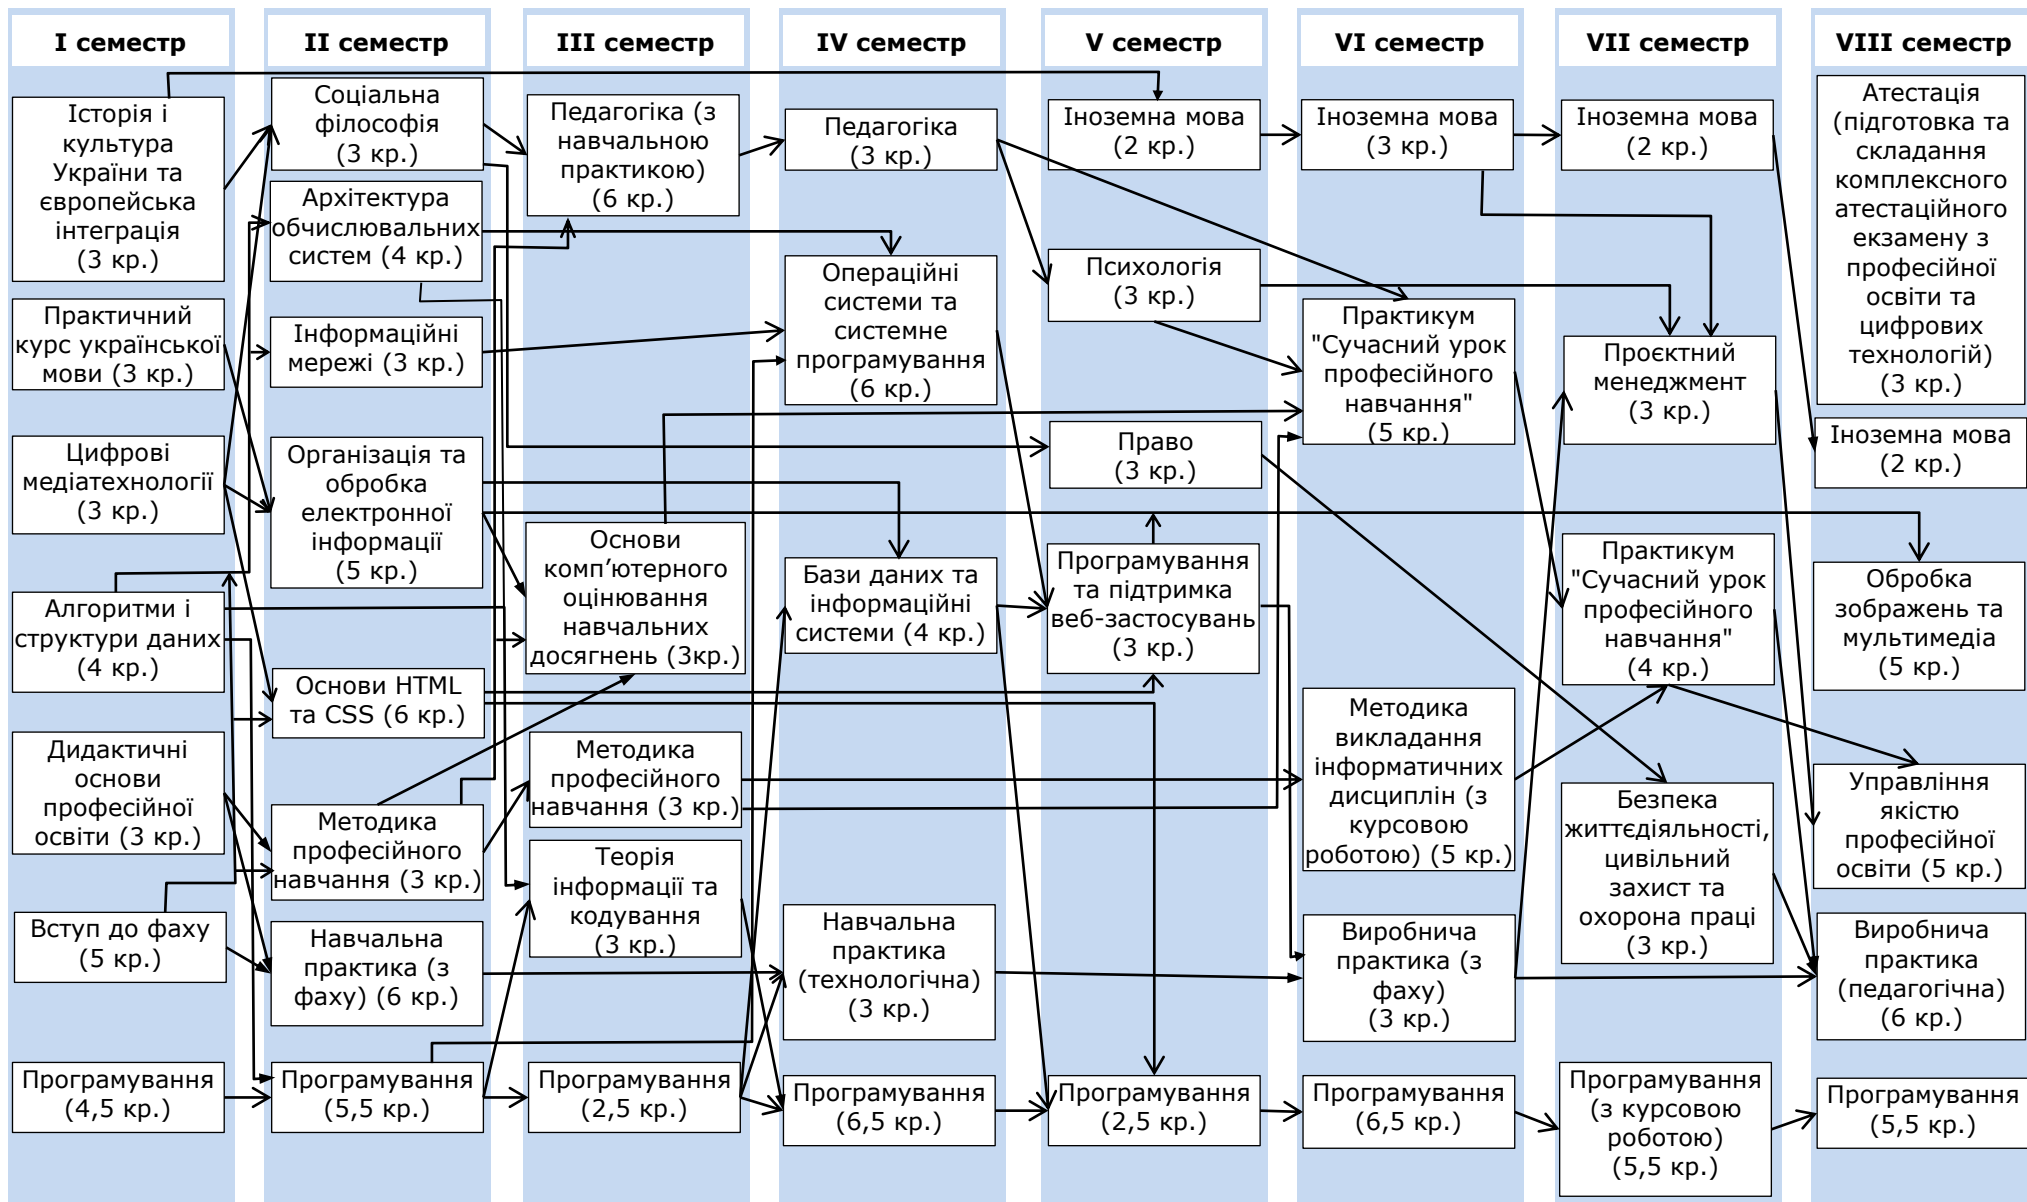 I семестр
Історія і
культура
України та
європейська
інтеграція
(3 кр.)
Практичний
курс української
мови (3 кр.)
Цифрові
медіатехнології
(3 кр.)
Алгоритми і
структури даних
(4 кр.)
Дидактичні
основи
професійної
освіти (3 кр.)
Вступ до фаху
(5 кр.)
Програмування
(4,5 кр.)
II семестр
Соціальна
філософія
(3 кр.)
Архітектура
обчислювальних
систем (4 кр.)
Інформаційні
мережі (3 кр.)
Організація та
обробка
електронної
інформації
(5 кр.)
Основи HTML
та CSS (6 кр.)
Методика
професійного
навчання (3 кр.)
Навчальна
практика (з
фаху) (6 кр.)
Програмування
(5,5 кр.)
III семестр
Педагогіка (з
навчальною
практикою)
(6 кр.)
Основи
комп’ютерного
оцінювання
навчальних
досягнень (3кр.)
Методика
професійного
навчання (3 кр.)
Теорія
інформації та
кодування
(3 кр.)
Програмування
(2,5 кр.)
IV семестр
Педагогіка
(3 кр.)
Операційні
системи та
системне
програмування
(6 кр.)
Бази даних та
інформаційні
системи (4 кр.)
Навчальна
практика
(технологічна)
(3 кр.)
Програмування
(6,5 кр.)
V семестр
Іноземна мова
(2 кр.)
Психологія
(3 кр.)
Право
(3 кр.)
Програмування
та підтримка
веб-застосувань
(3 кр.)
Програмування
(2,5 кр.)
VI семестр
Іноземна мова
(3 кр.)
Практикум
"Сучасний урок
професійного
навчання"
(5 кр.)
Методика
викладання
інформатичних
дисциплін (з
курсовою
роботою) (5 кр.)
Виробнича
практика (з
фаху)
(3 кр.)
Програмування
(6,5 кр.)
VII семестр
Іноземна мова
(2 кр.)
Проєктний
менеджмент
(3 кр.)
Практикум
"Сучасний урок
професійного
навчання"
(4 кр.)
Безпека
життєдіяльності,
цивільний
захист та
охорона праці
(3 кр.)
Програмування
(з курсовою
роботою)
(5,5 кр.)
VIII семестр
Атестація
(підготовка та
складання
комплексного
атестаційного
екзамену з
професійної
освіти та
цифрових
технологій)
(3 кр.)
Іноземна мова
(2 кр.)
Обробка
зображень та
мультимедіа
(5 кр.)
Управління
якістю
професійної
освіти (5 кр.)
Виробнича
практика
(педагогічна)
(6 кр.)
Програмування
(5,5 кр.)